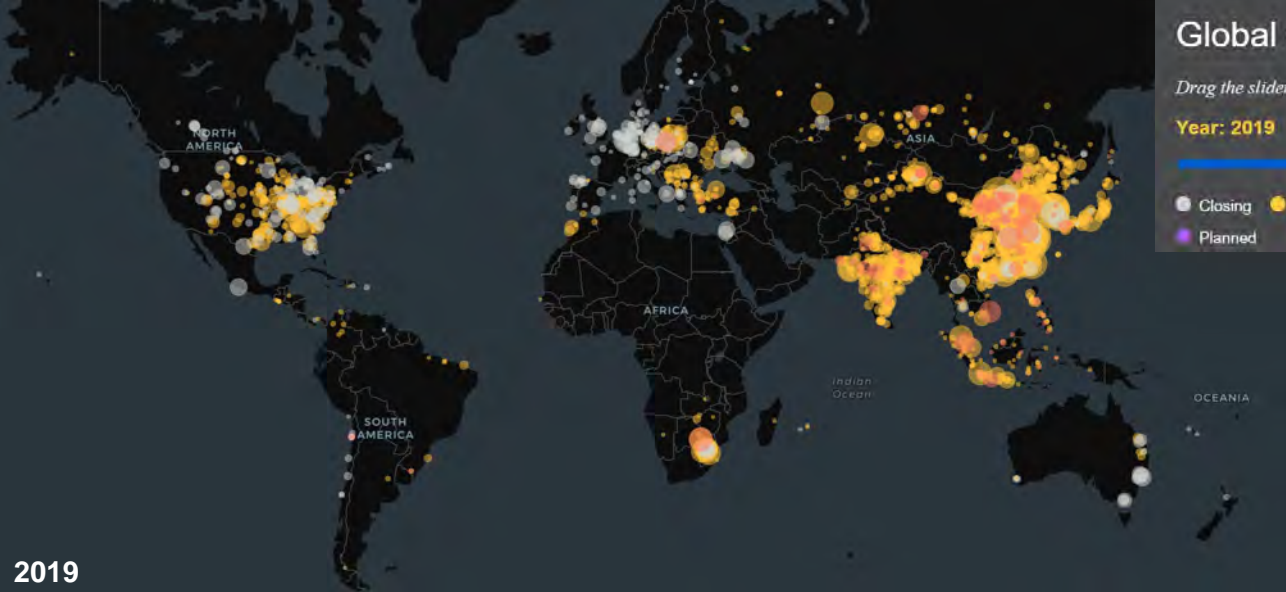 Global
Drag the slider
Year: 2019
Closing
Planned
NORTH
AMERICA
ASIA
AFRICA
Indian
Ocean
OCEANIA
SOUTH
AMERICA
2019